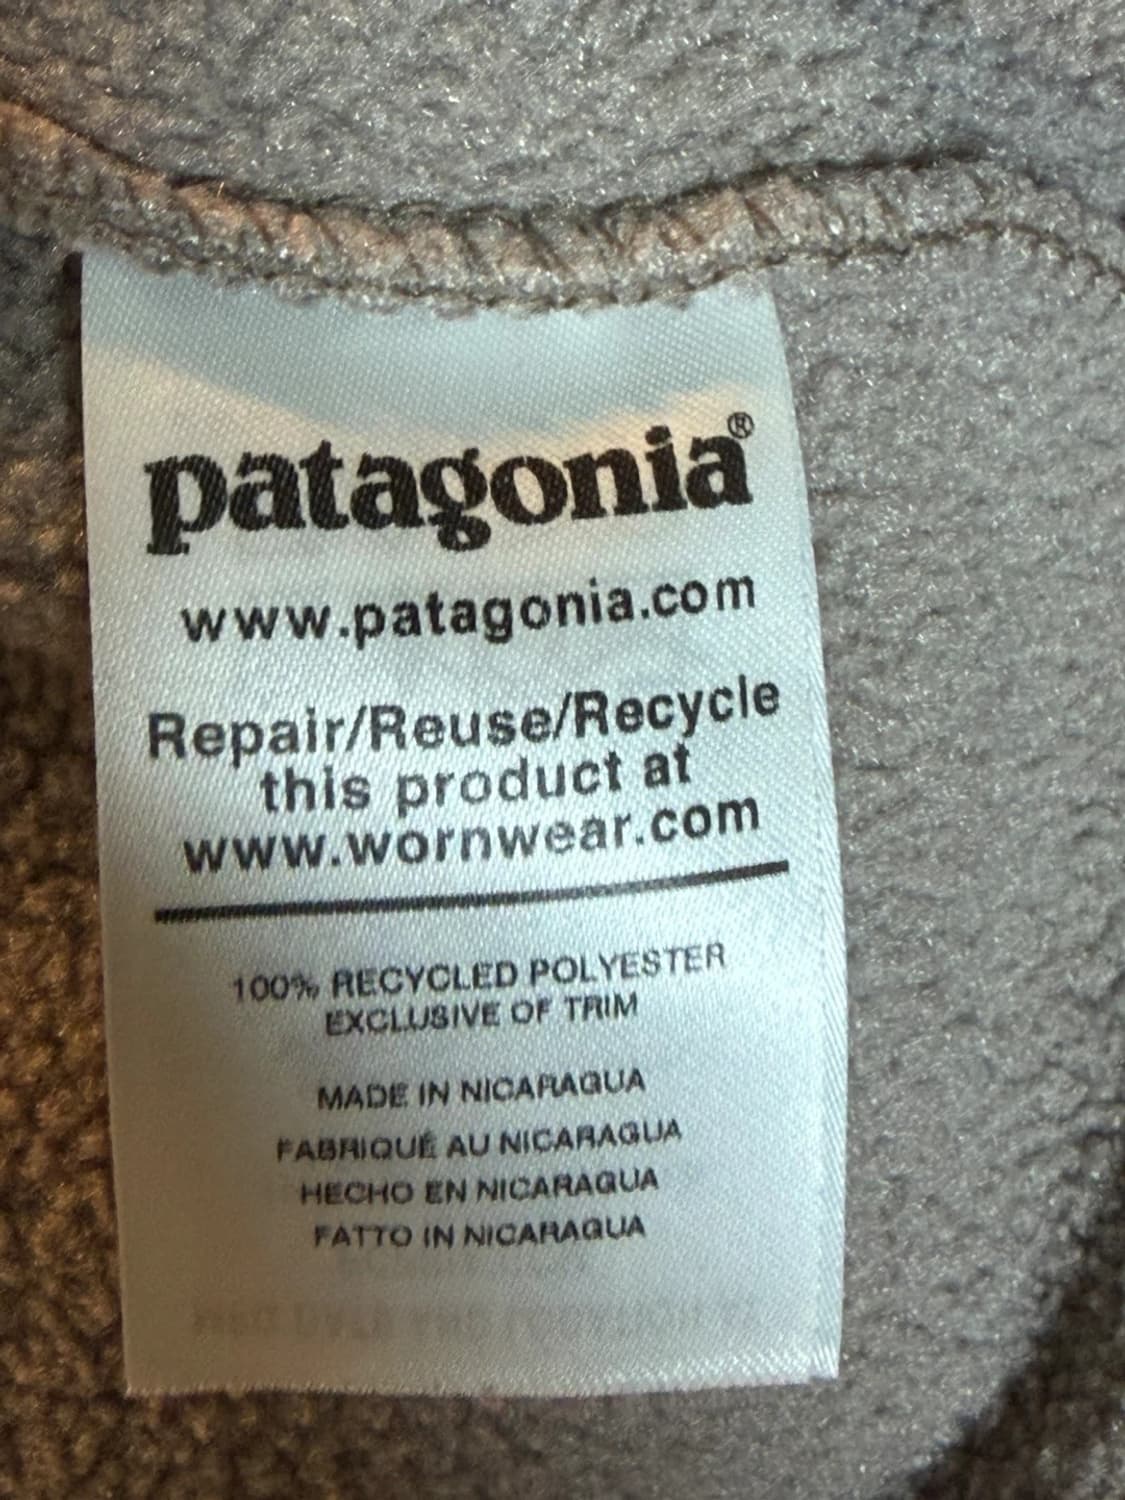 patagonia®
www.patagonia.com
Repair/Reuse/Recycle
this product at
www.wornwear.com
100% RECYCLED POLYESTER
EXCLUSIVE OF TRIM
MADE IN NICARAGUA
FABRIQUÉ AU NICARAGUA
HECHO EN NICARAGUA
FATTO IN NICARAGUA